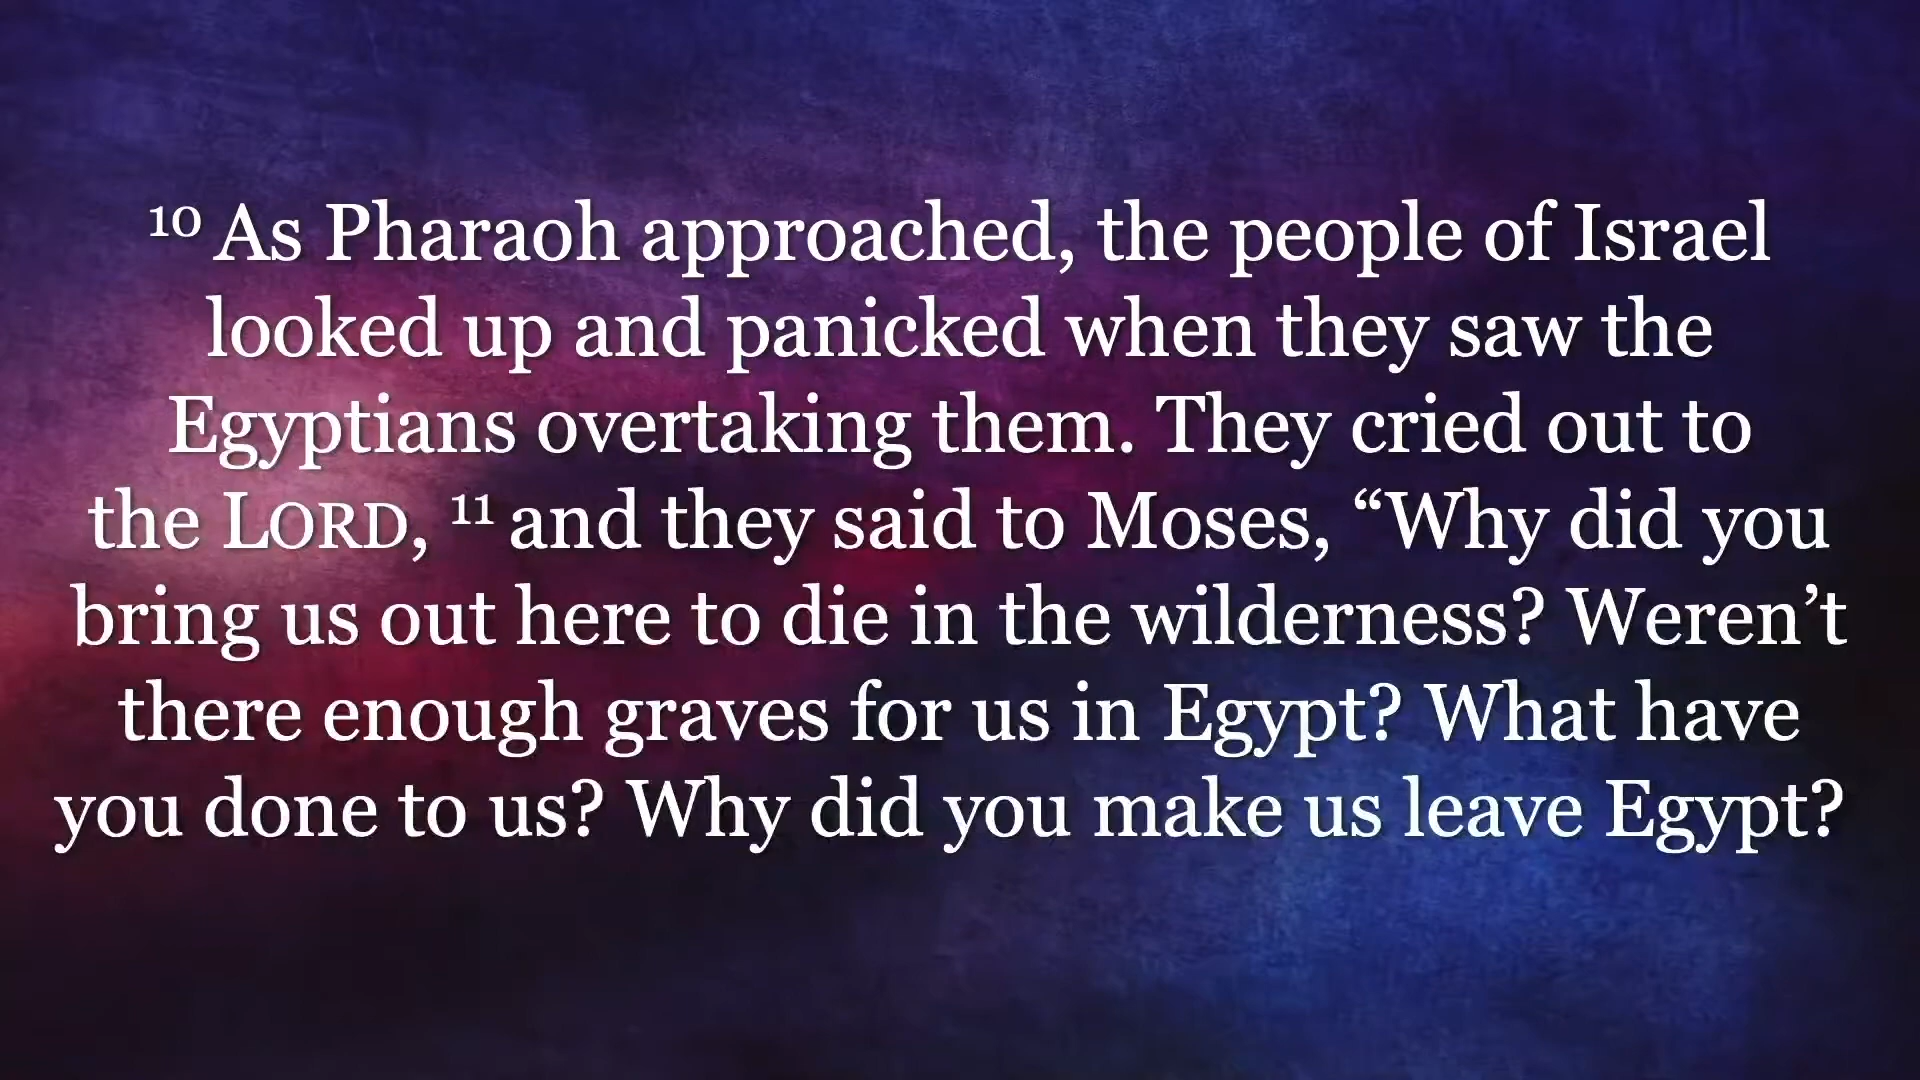 ¹⁰ As Pharaoh approached, the people of Israel
looked up and panicked when they saw the
Egyptians overtaking them. They cried out to
the LORD, ¹¹ and they said to Moses, “Why did you
bring us out here to die in the wilderness? Weren’t
there enough graves for us in Egypt? What have
you done to us? Why did you make us leave Egypt?